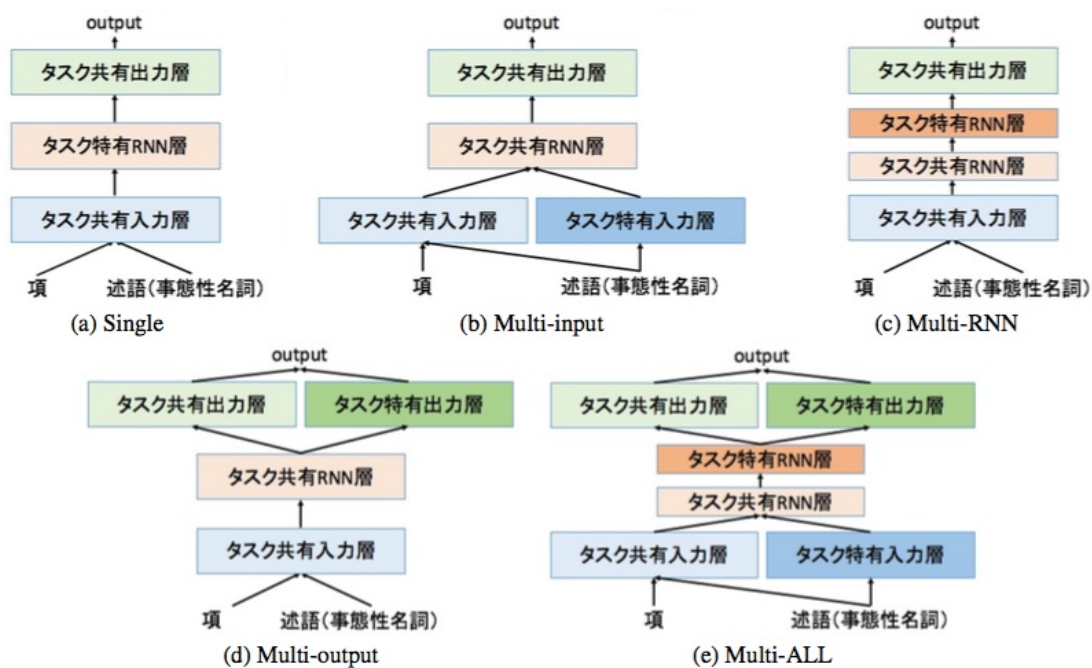 output
タスク共有出力層
タスク特有RNN層
タスク共有入力層
項 述語(事態性名詞)
(a) Single
output
タスク共有出力層
タスク共有RNN層
タスク共有入力層 タスク特有入力層
項 述語(事態性名詞)
(b) Multi-input
output
タスク共有出力層
タスク特有RNN層
タスク共有RNN層
タスク共有入力層
項 述語(事態性名詞)
(c) Multi-RNN
output
タスク共有出力層 タスク特有出力層
タスク共有RNN層
タスク共有入力層
項 述語(事態性名詞)
(d) Multi-output
output
タスク共有出力層 タスク特有出力層
タスク特有RNN層
タスク共有RNN層
タスク共有入力層 タスク特有入力層
項 述語(事態性名詞)
(e) Multi-ALL